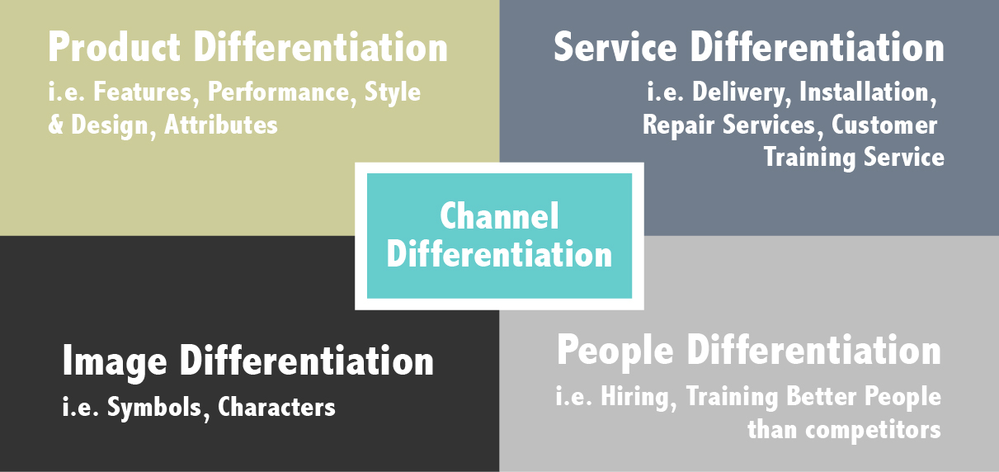 Product Differentiation
i.e. Features, Performance, Style
& Design, Attributes
Service Differentiation
i.e. Delivery, Installation,
Repair Services, Customer
Training Service
Channel
Differentiation
Image Differentiation
i.e. Symbols, Characters
People Differentiation
i.e. Hiring, Training Better People
than competitors